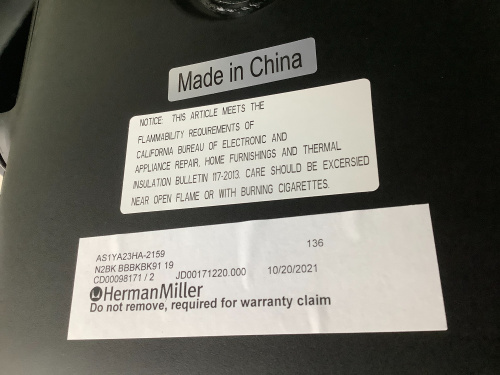 Made in China
NOTICE: THIS ARTICLE MEETS THE
FLAMMABILITY REQUIREMENTS OF
CALIFORNIA BUREAU OF ELECTRONIC AND
APPLIANCE REPAIR, HOME FURNISHINGS AND THERMAL
INSULATION BULLETIN 117-2013. CARE SHOULD BE EXCERSIED
NEAR OPEN FLAME OR WITH BURNING CIGARETTES.
AS1YA23HA-2159 136
N2BK BBBKBK91 19
CD00098171 / 2 JD00171220.000 10/20/2021
HermanMiller
Do not remove, required for warranty claim